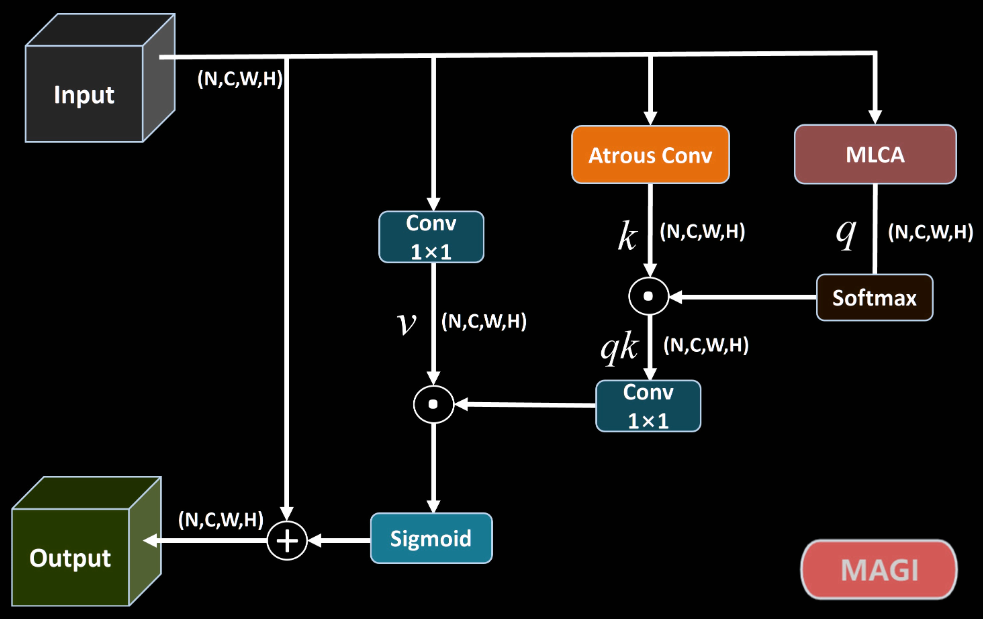 Input
(N,C,W,H)
Atrous Conv
MLCA
Conv
1×1
k
(N,C,W,H)
q
(N,C,W,H)
Softmax
v
(N,C,W,H)
qk
(N,C,W,H)
Conv
1×1
Output
(N,C,W,H)
Sigmoid
MAGI